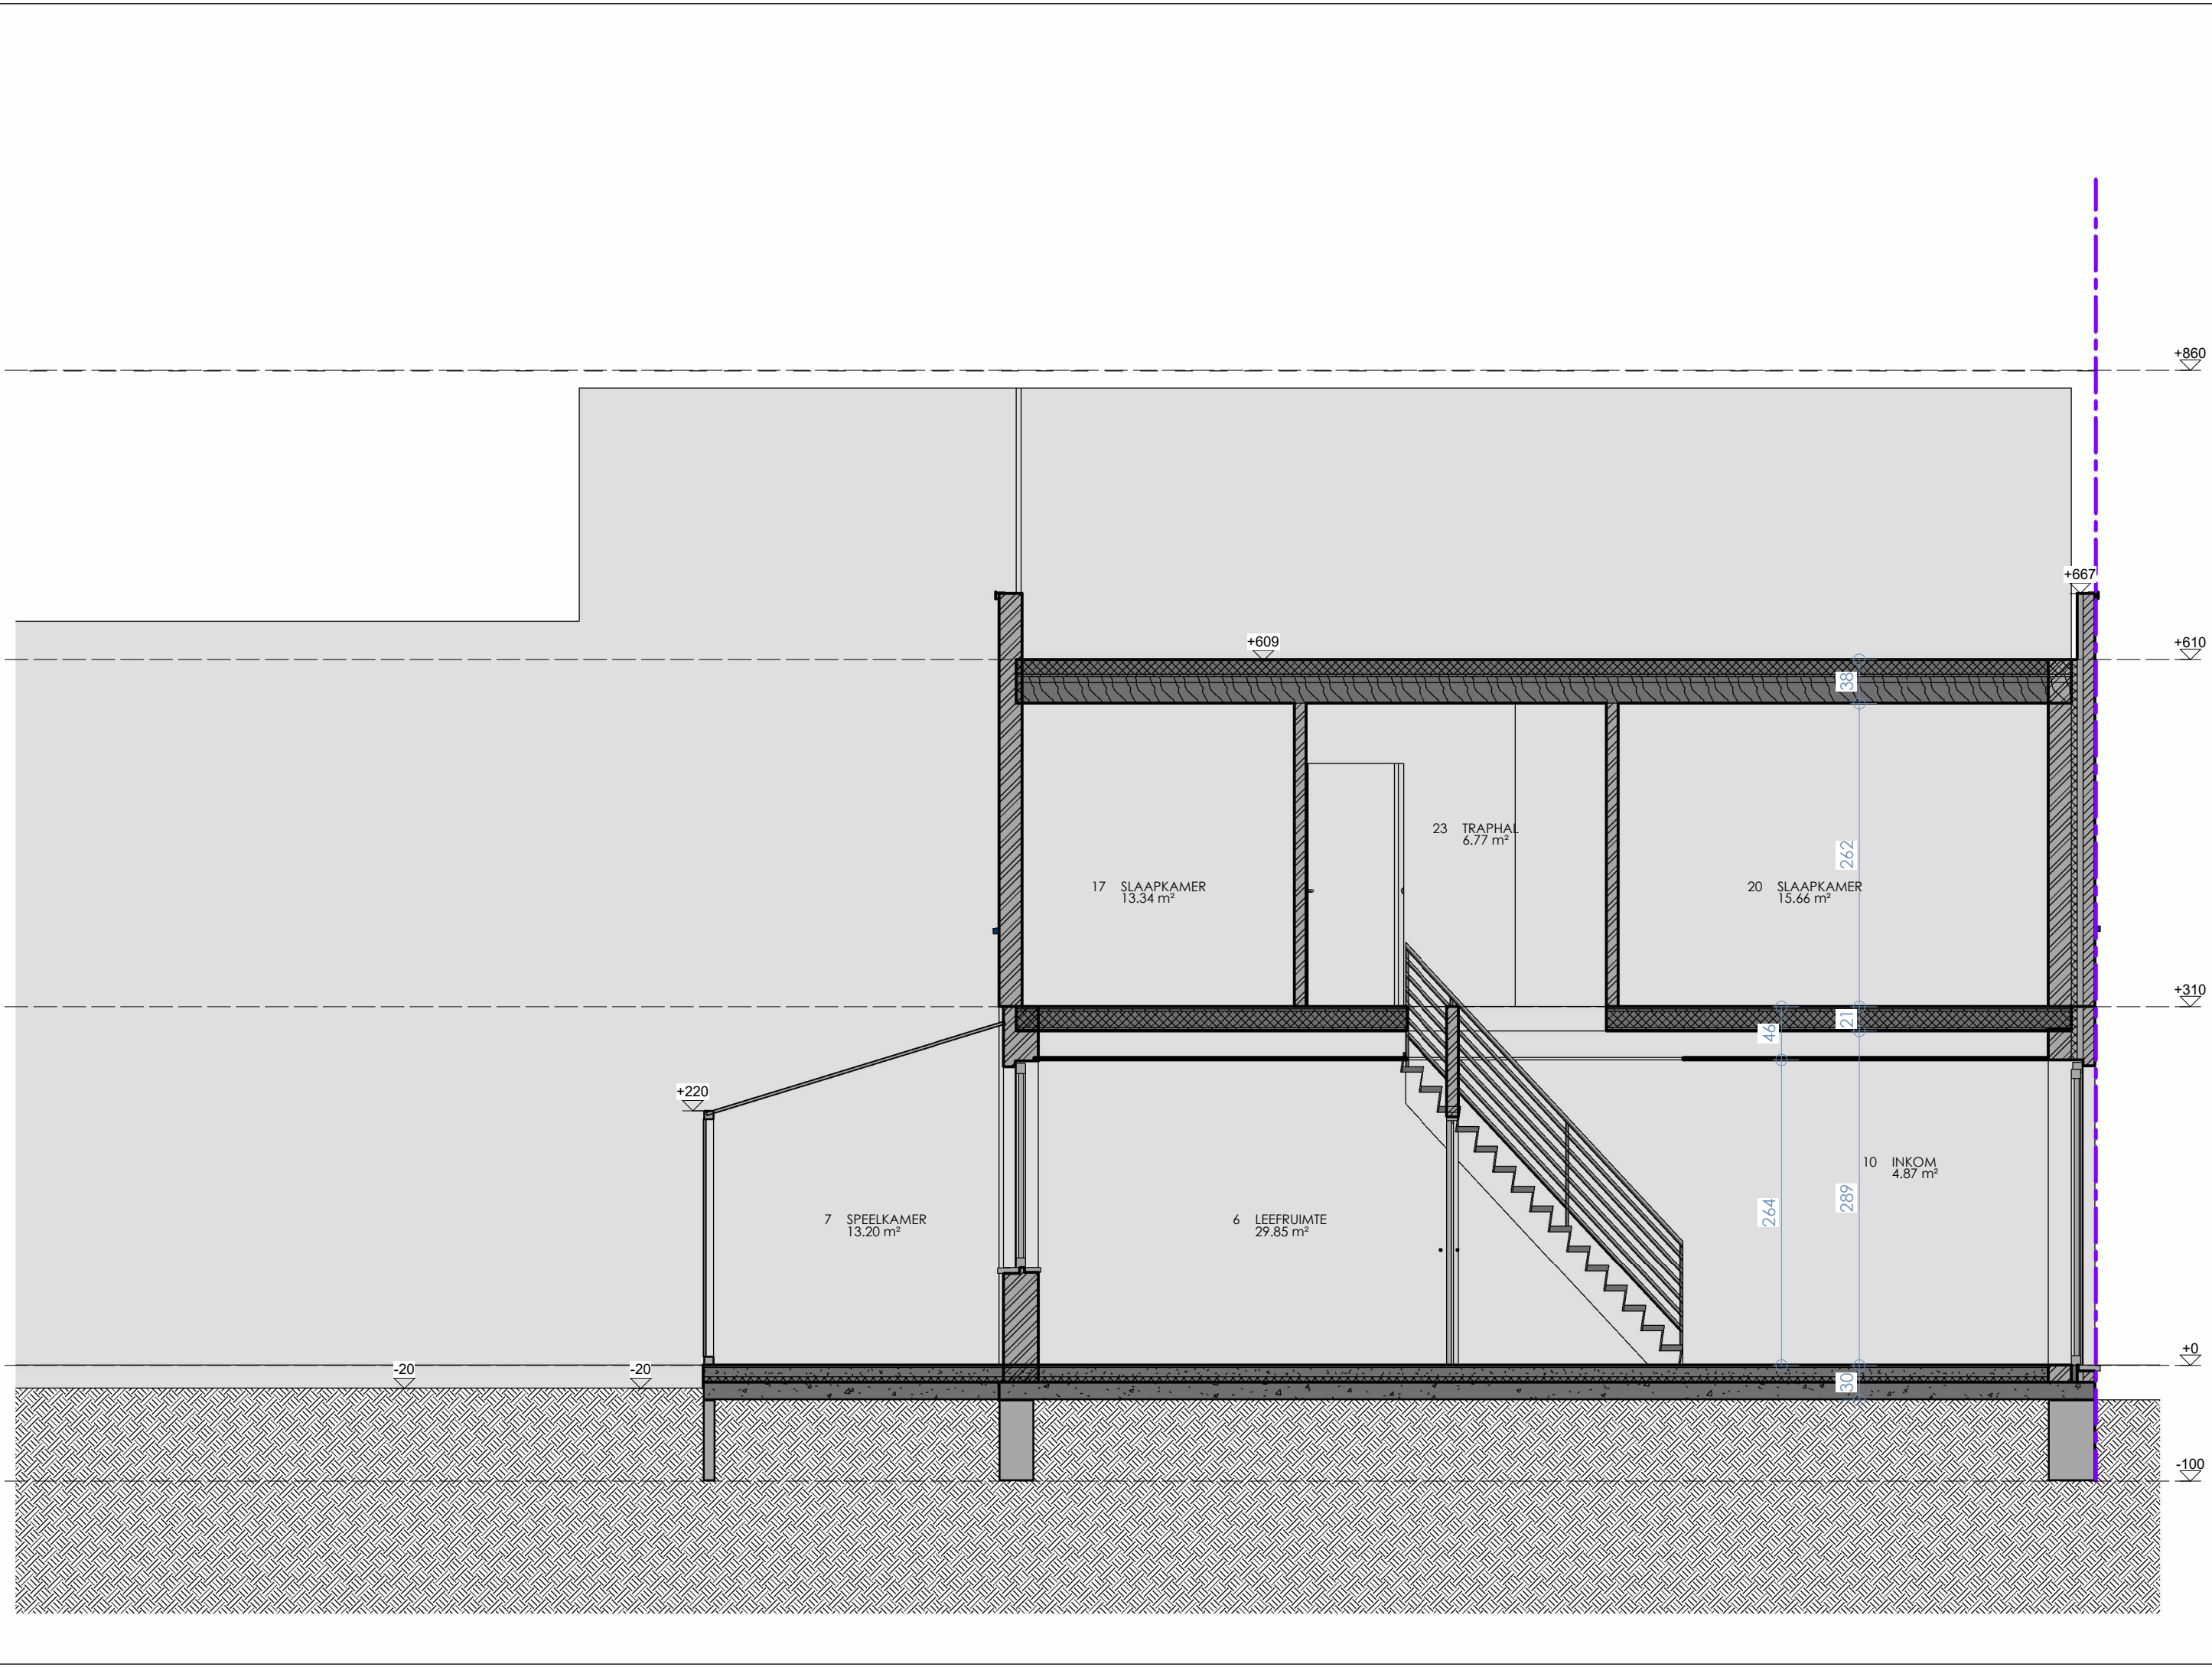 +860
+667
+610
+609
38
23 TRAPHAL
6.77 m²
262
17 SLAAPKAMER
13.34 m²
20 SLAAPKAMER
15.66 m²
+310
46
21
+220
10 INKOM
4.87 m²
264
289
7 SPEELKAMER
13.20 m²
6 LEEFRUIMTE
29.85 m²
+0
-20
-20
30
-100